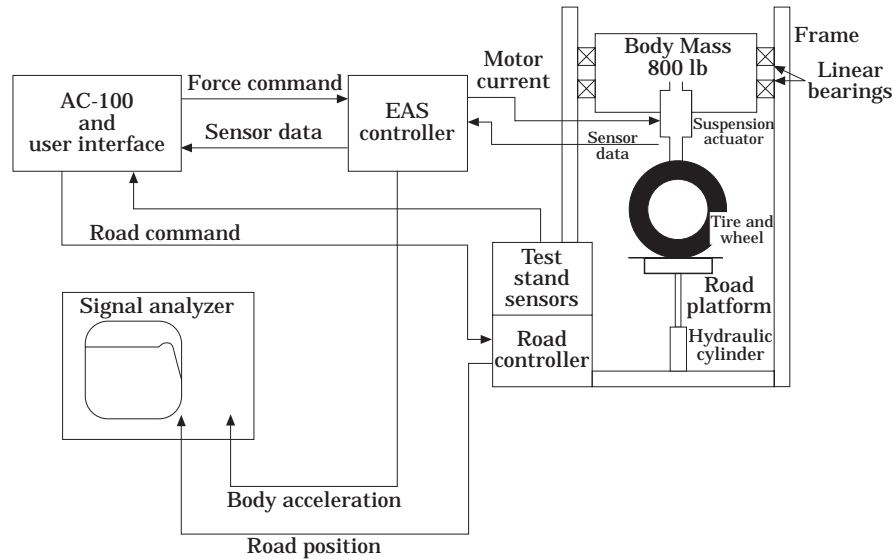 Frame
Body Mass
800 lb
Linear
bearings
Motor
current
Force command
AC-100
and
user interface
EAS
controller
Sensor data
Sensor
data
Suspension
actuator
Tire and
wheel
Road command
Test
stand
sensors
Road
platform
Signal analyzer
Road
controller
Hydraulic
cylinder
Body acceleration
Road position